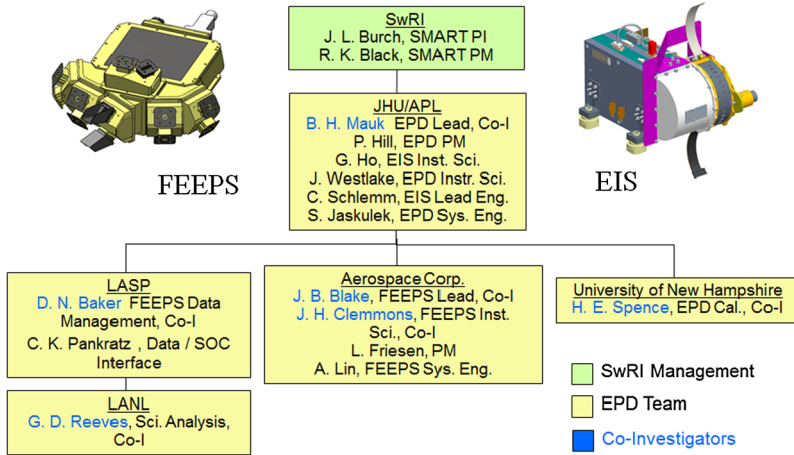 SwRI
J. L. Burch, SMART PI
R. K. Black, SMART PM
JHU/APL
B. H. Mauk EPD Lead, Co-I
P. Hill, EPD PM
G. Ho, EIS Inst. Sci.
J. Westlake, EPD Instr. Sci.
C. Schlemm, EIS Lead Eng.
S. Jaskulek, EPD Sys. Eng.
FEEPS
EIS
LASP
D. N. Baker FEEPS Data
Management, Co-I
C. K. Pankratz , Data / SOC
Interface
Aerospace Corp.
J. B. Blake, FEEPS Lead, Co-I
J. H. Clemmons, FEEPS Inst.
Sci., Co-I
L. Friesen, PM
A. Lin, FEEPS Sys. Eng.
University of New Hampshire
H. E. Spence, EPD Cal., Co-I
LANL
G. D. Reeves, Sci. Analysis,
Co-I
SwRI Management
EPD Team
Co-Investigators